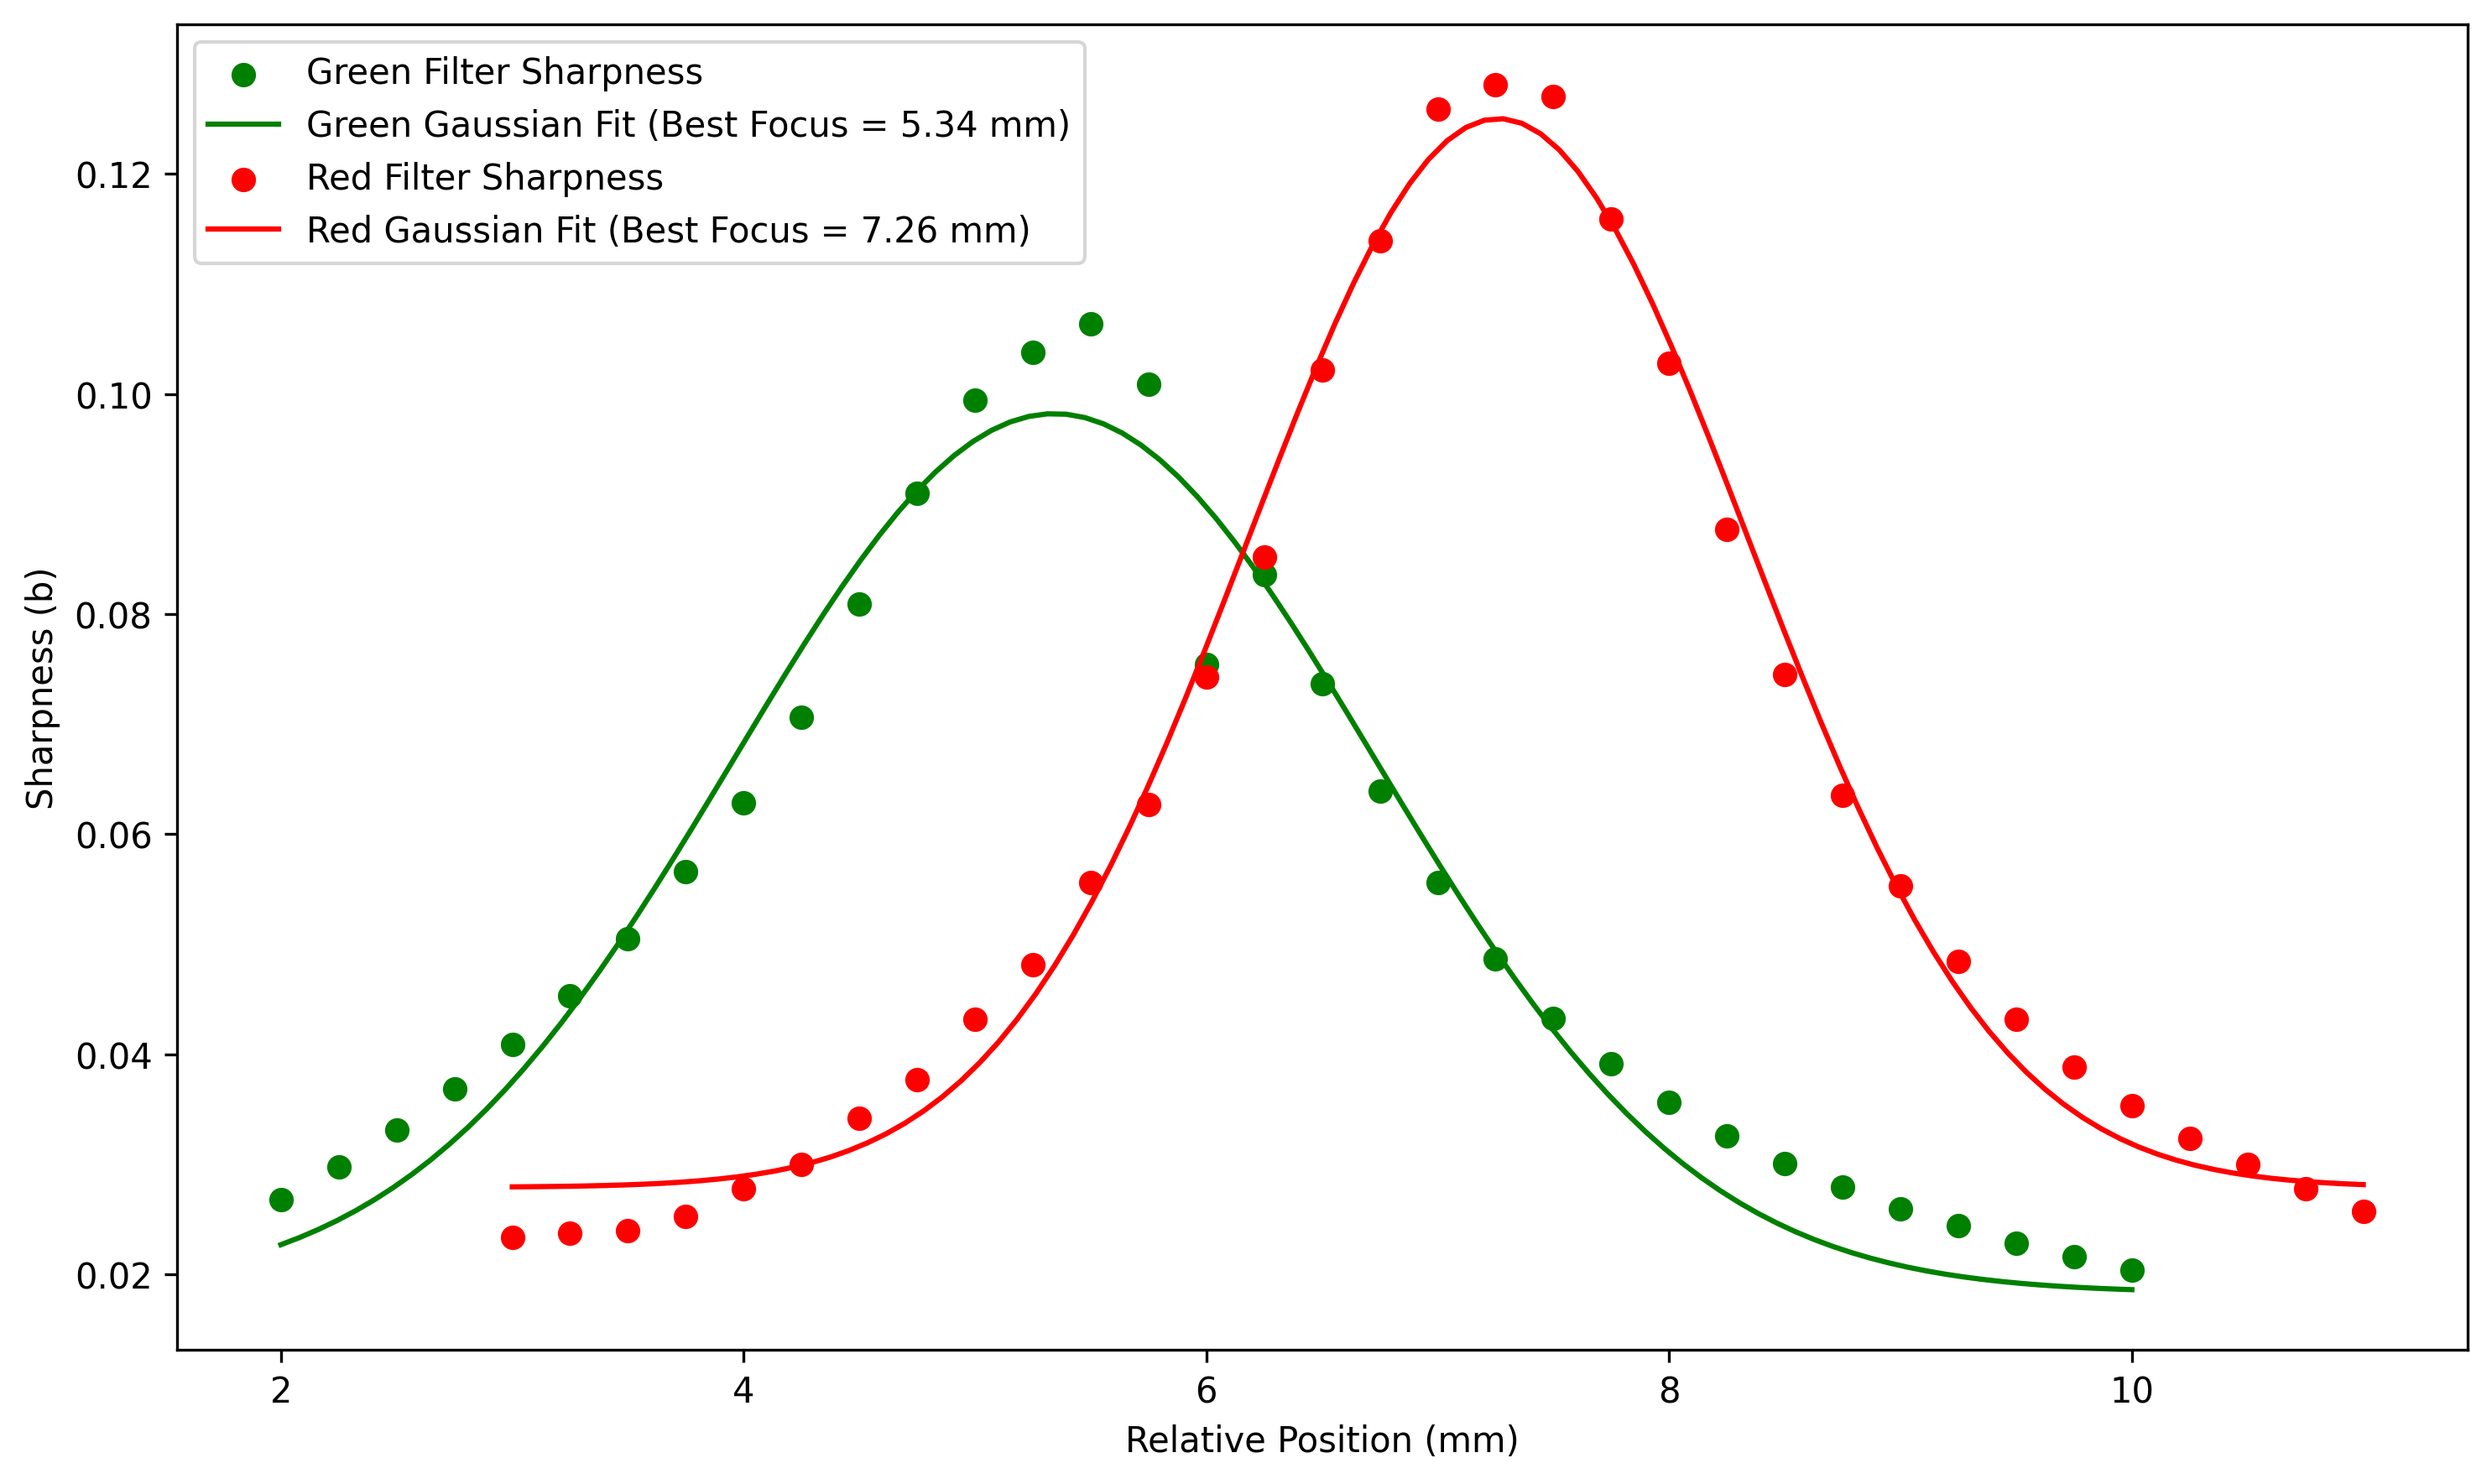 Green Filter Sharpness
Green Gaussian Fit (Best Focus = 5.34 mm)
Red Filter Sharpness
Red Gaussian Fit (Best Focus = 7.26 mm)
0.12
0.10
0.08
0.06
0.04
0.02
Sharpness (b)
2 4 6 8 10
Relative Position (mm)